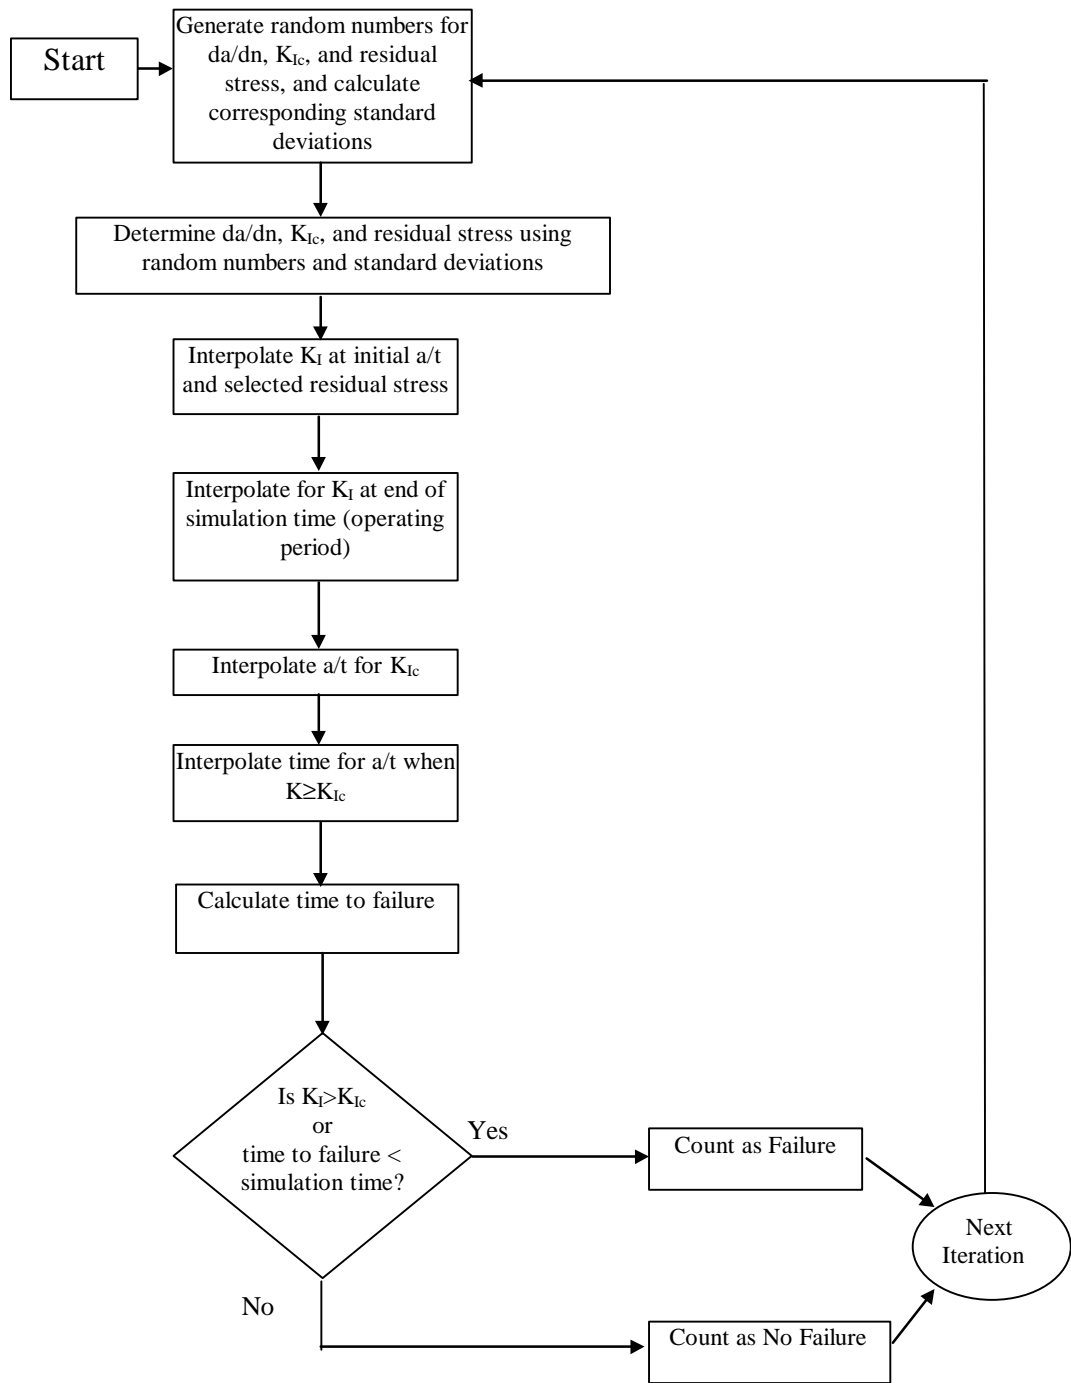 Start
Generate random numbers for
da/dn, KIc, and residual
stress, and calculate
corresponding standard
deviations
Determine da/dn, KIc, and residual stress using
random numbers and standard deviations
Interpolate KI at initial a/t
and selected residual stress
Interpolate for KI at end of
simulation time (operating
period)
Interpolate a/t for KIc
Interpolate time for a/t when
K≥KIc
Calculate time to failure
Is KI>KIc
or
time to failure <
simulation time?
Yes
Count as Failure
Next
Iteration
No
Count as No Failure